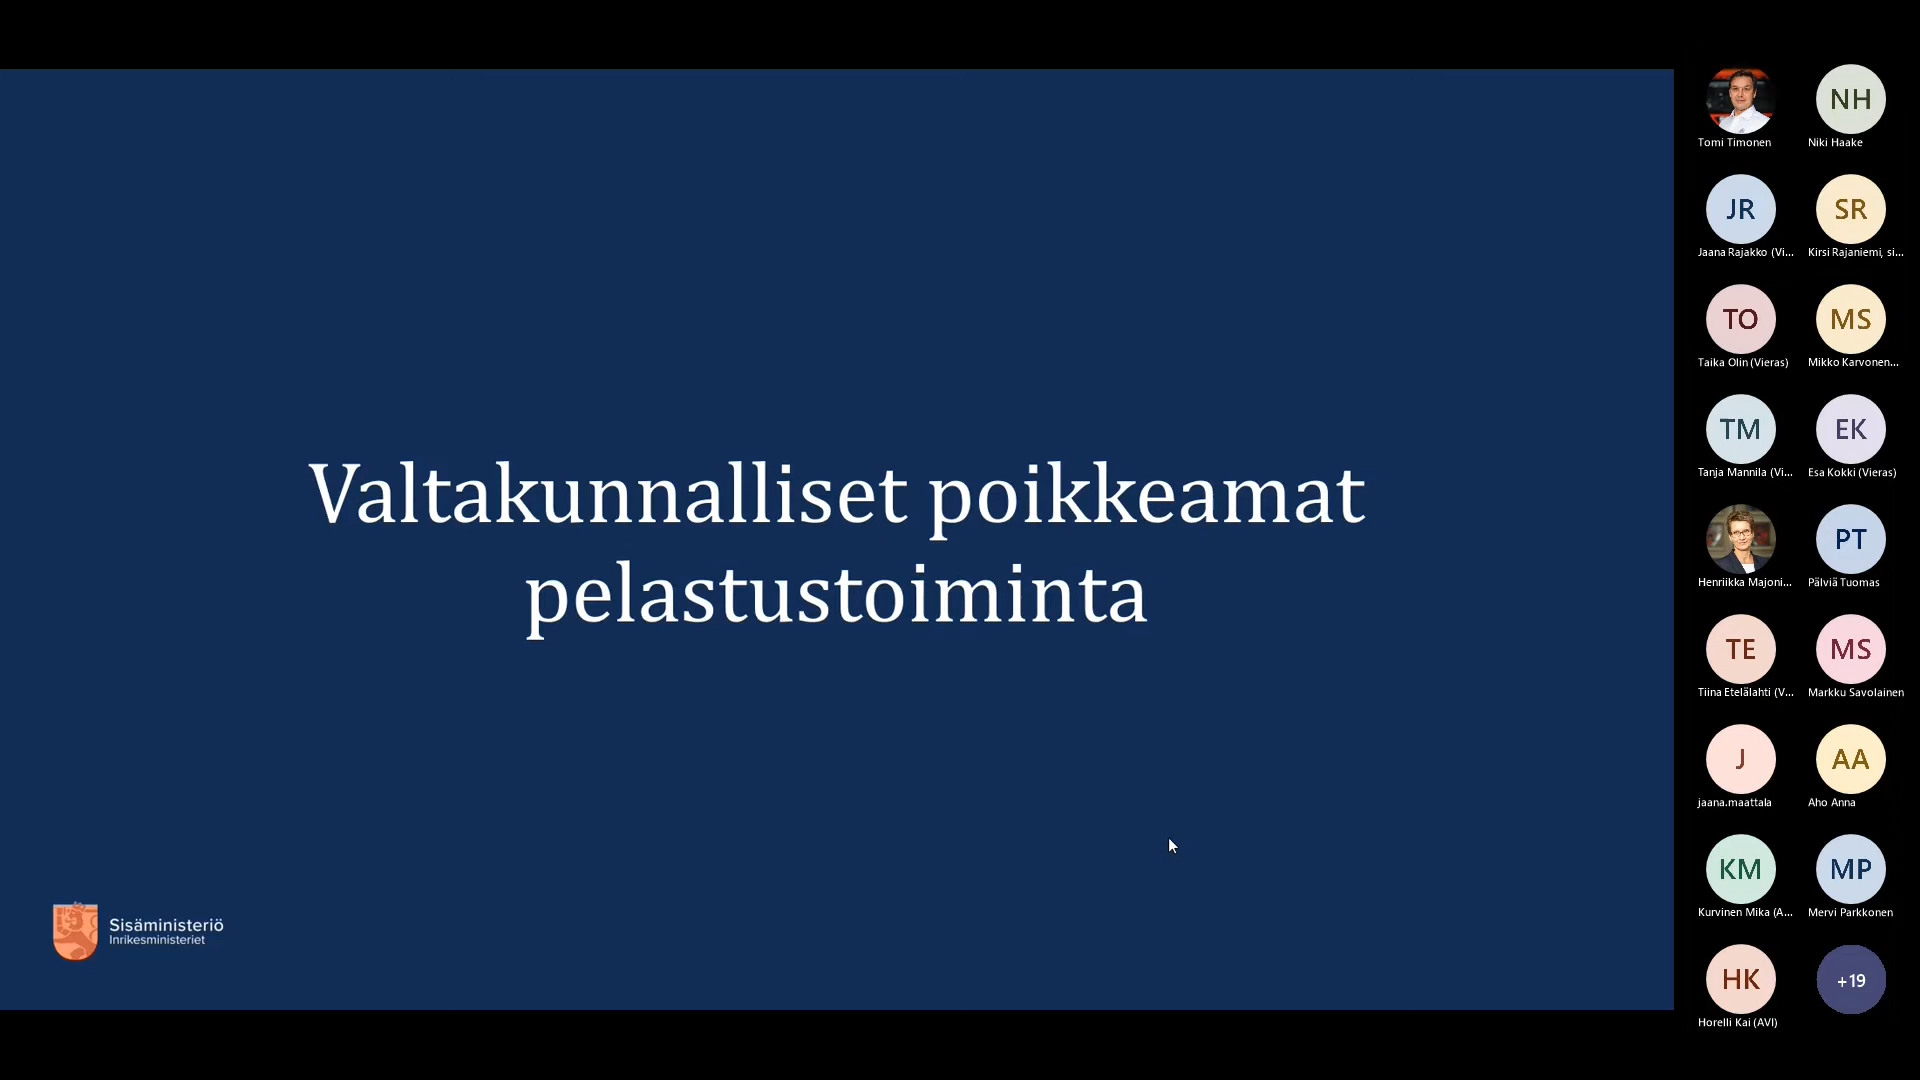 Valtakunnalliset poikkeamat
pelastustoiminta
Sisäministeriö
Inrikesministeriet
Tomi Timonen
NH
Niki Haake
JR
Jaana Rajakko (Vi...
SR
Kirsi Rajaniemi, si...
TO
Taika Olin (Vieras)
MS
Mikko Karvonen...
TM
Tanja Mannila (Vi...
EK
Esa Kokki (Vieras)
Henriikka Majoni...
PT
Pälviä Tuomas
TE
Tiina Etelälahti (V...
MS
Markku Savolainen
J
jaana.maattala
AA
Aho Anna
KM
Kurvinen Mika (A...
MP
Mervi Parkkonen
HK
Horelli Kai (AVI)
+19